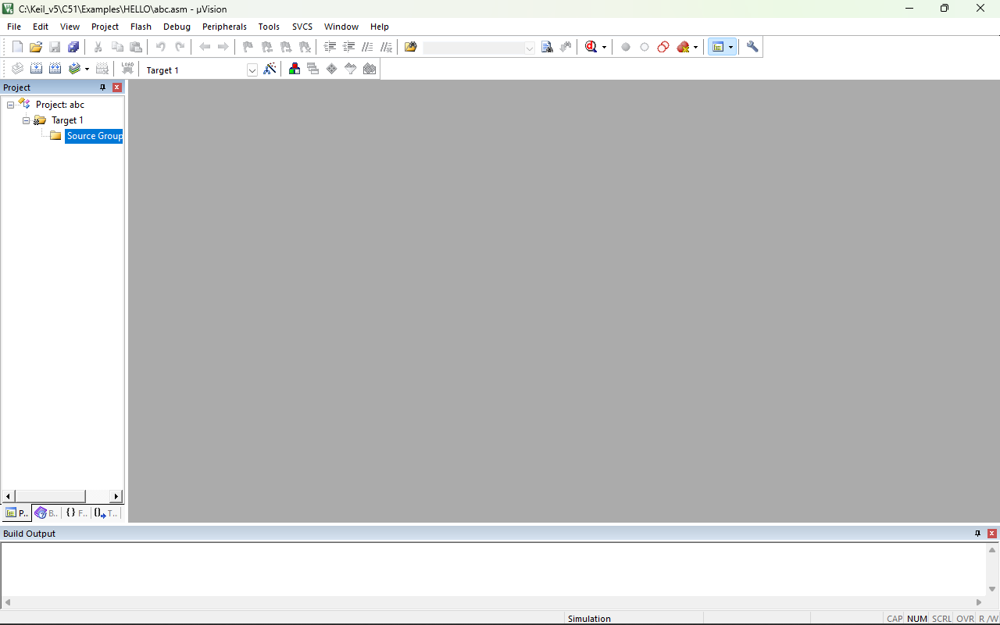 C:\Keil_v5\C51\Examples\HELLO\abc.asm - µVision
File Edit View Project Flash Debug Peripherals Tools SVCS Window Help
LOAD
Target 1
Project
Project: abc
Target 1
Source Group
P.. B.. {} F.. {} T..
Build Output
Simulation CAP NUM SCRL OVR R /W